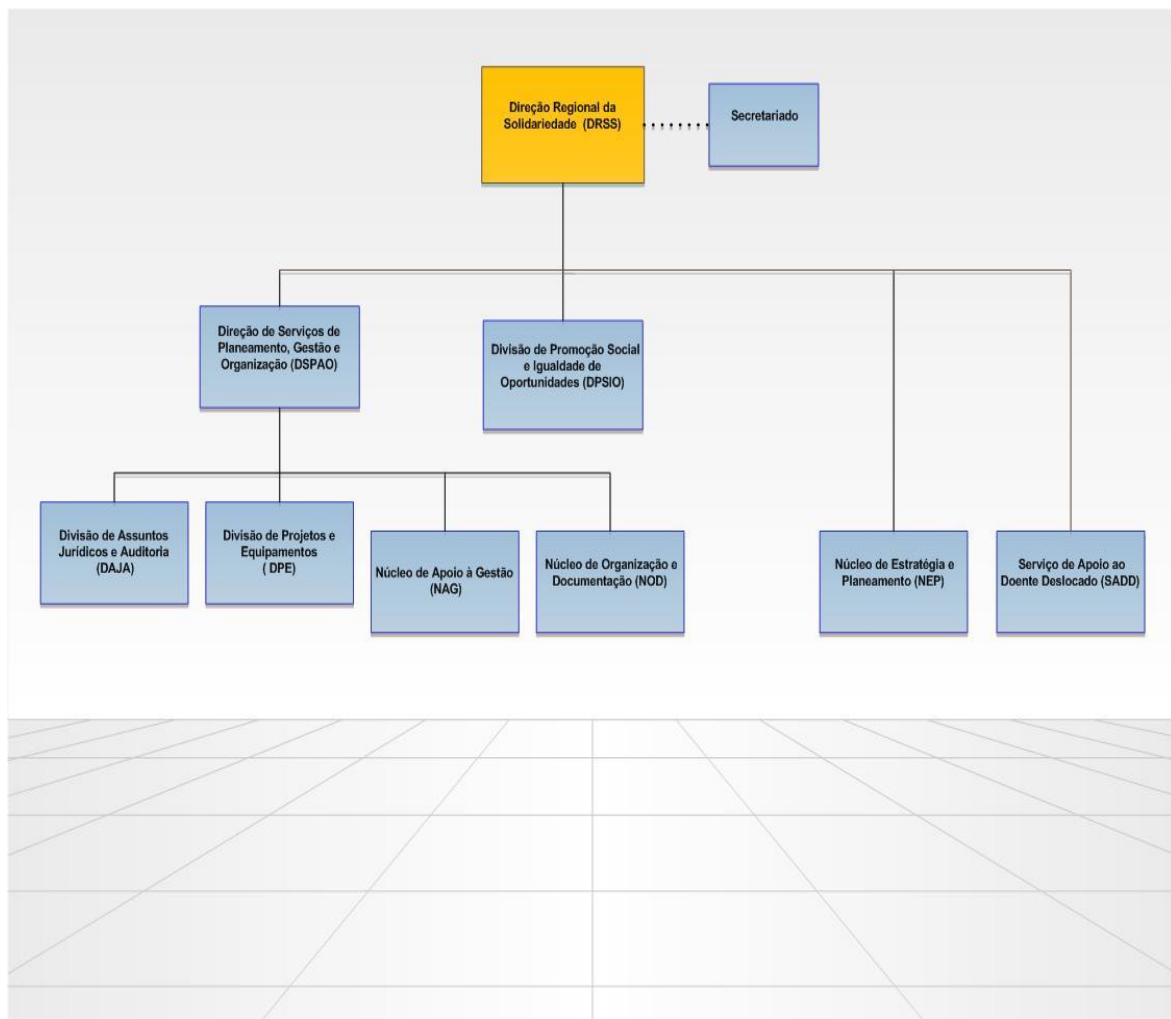 Direção Regional da
Solidariedade (DRSS)
Secretariado
Direção de Serviços de
Planeamento, Gestão e
Organização (DSPAO)
Divisão de Promoção Social
e Igualdade de
Oportunidades (DPSIO)
Divisão de Assuntos
Jurídicos e Auditoria
(DAJA)
Divisão de Projetos e
Equipamentos
( DPE)
Núcleo de Apoio à Gestão
(NAG)
Núcleo de Organização e
Documentação (NOD)
Núcleo de Estratégia e
Planeamento (NEP)
Serviço de Apoio ao
Doente Deslocado (SADD)